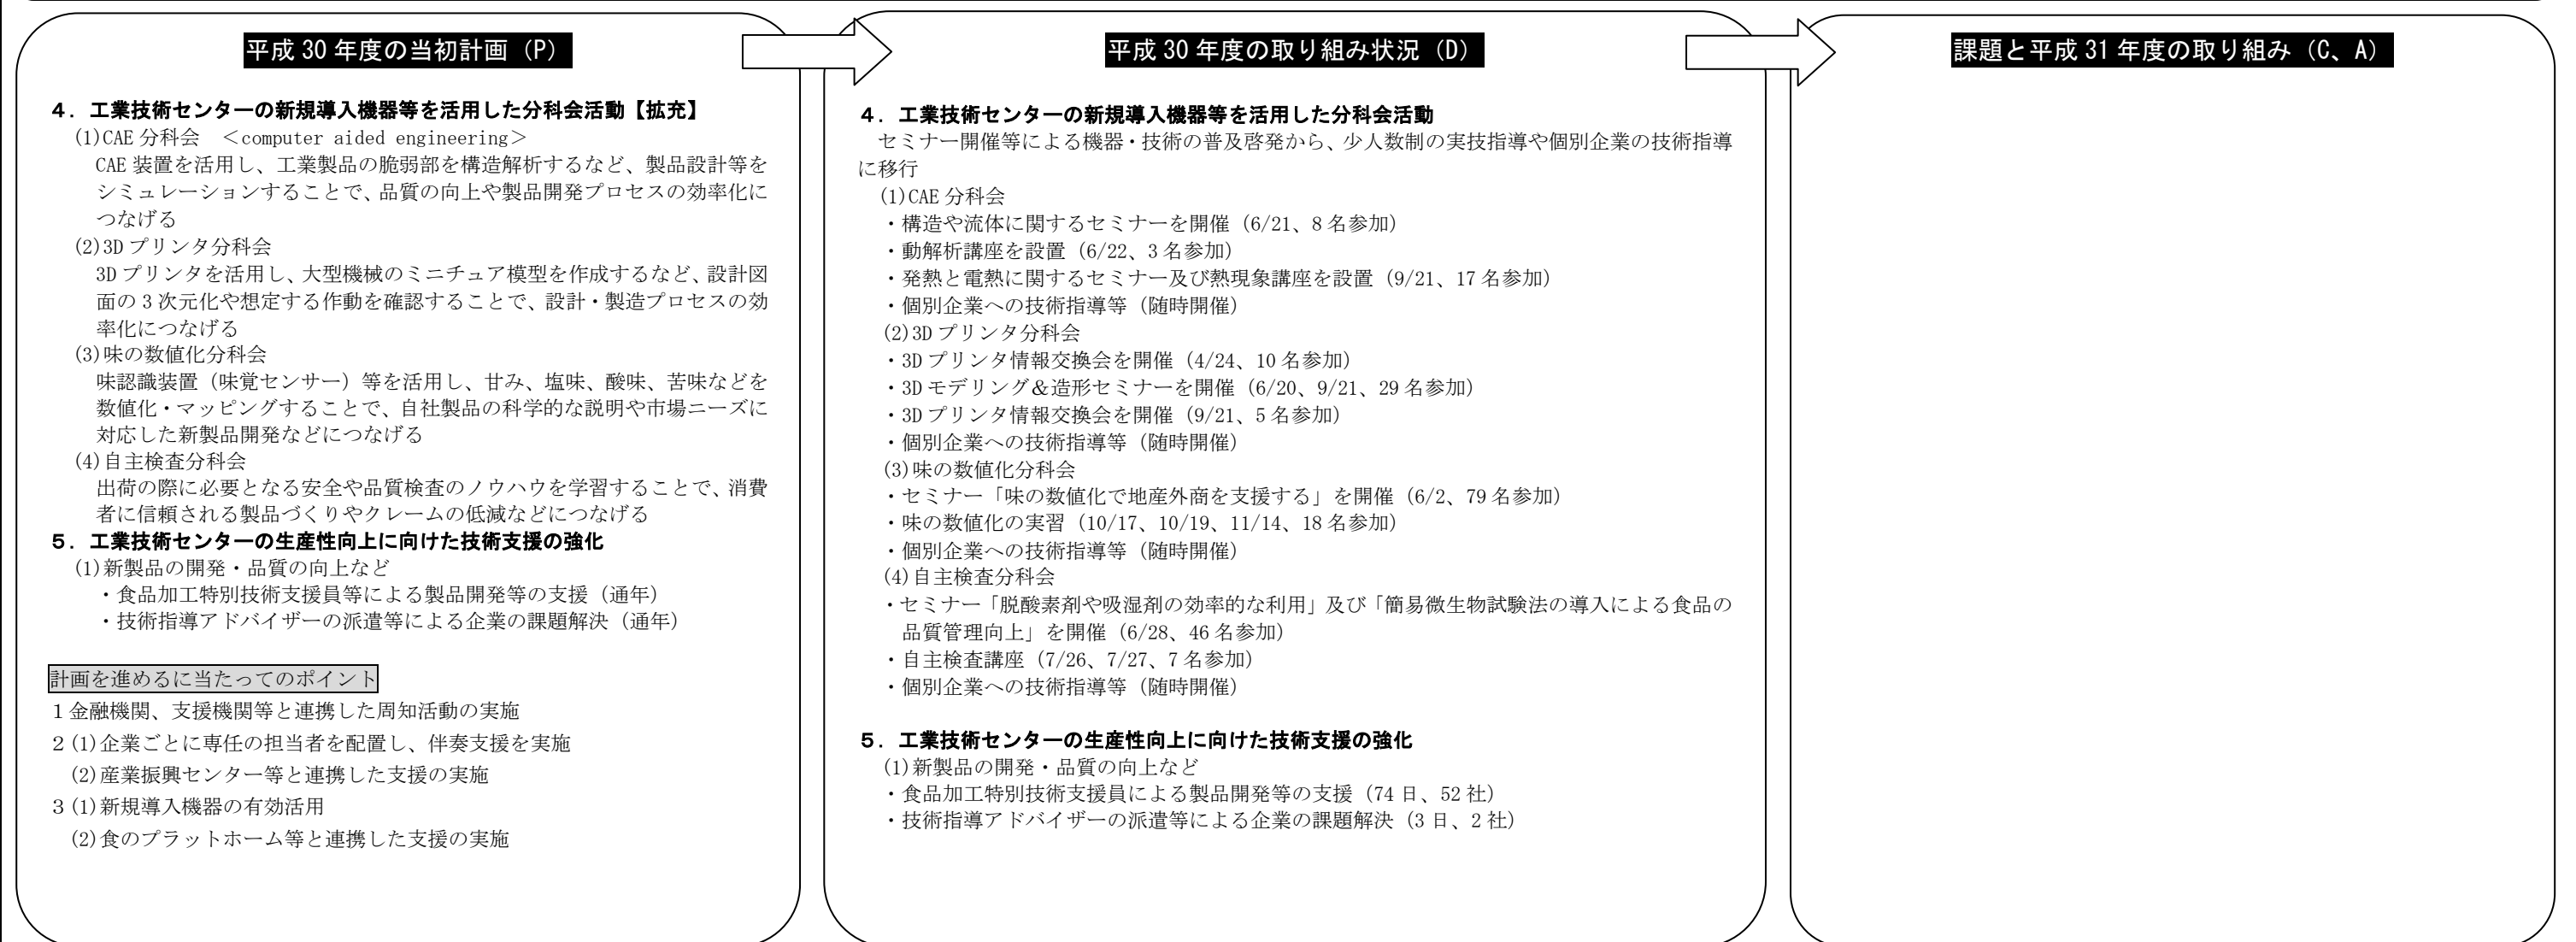 平成 30 年度の当初計画（P）
４．工業技術センターの新規導入機器等を活用した分科会活動【拡充】
(1)CAE 分科会　＜computer aided engineering＞
CAE 装置を活用し、工業製品の脆弱部を構造解析するなど、製品設計等を
シミュレーションすることで、品質の向上や製品開発プロセスの効率化に
つなげる
(2)3D プリンタ分科会
3D プリンタを活用し、大型機械のミニチュア模型を作成するなど、設計図
面の 3 次元化や想定する作動を確認することで、設計・製造プロセスの効
率化につなげる
(3)味の数値化分科会
味認識装置（味覚センサー）等を活用し、甘み、塩味、酸味、苦味などを
数値化・マッピングすることで、自社製品の科学的な説明や市場ニーズに
対応した新製品開発などにつなげる
(4)自主検査分科会
出荷の際に必要となる安全や品質検査のノウハウを学習することで、消費
者に信頼される製品づくりやクレームの低減などにつなげる
５．工業技術センターの生産性向上に向けた技術支援の強化
(1)新製品の開発・品質の向上など
・食品加工特別技術支援員等による製品開発等の支援（通年）
・技術指導アドバイザーの派遣等による企業の課題解決（通年）
計画を進めるに当たってのポイント
１金融機関、支援機関等と連携した周知活動の実施
２(1)企業ごとに専任の担当者を配置し、伴奏支援を実施
(2)産業振興センター等と連携した支援の実施
３(1)新規導入機器の有効活用
(2)食のプラットホーム等と連携した支援の実施
平成 30 年度の取り組み状況（D）
４．工業技術センターの新規導入機器等を活用した分科会活動
セミナー開催等による機器・技術の普及啓発から、少人数制の実技指導や個別企業の技術指導
に移行
(1)CAE 分科会
・構造や流体に関するセミナーを開催（6/21、8 名参加）
・動解析講座を設置（6/22、3 名参加）
・発熱と電熱に関するセミナー及び熱現象講座を設置（9/21、17 名参加）
・個別企業への技術指導等（随時開催）
(2)3D プリンタ分科会
・3D プリンタ情報交換会を開催（4/24、10 名参加）
・3D モデリング＆造形セミナーを開催（6/20、9/21、29 名参加）
・3D プリンタ情報交換会を開催（9/21、5 名参加）
・個別企業への技術指導等（随時開催）
(3)味の数値化分科会
・セミナー「味の数値化で地産外商を支援する」を開催（6/2、79 名参加）
・味の数値化の実習（10/17、10/19、11/14、18 名参加）
・個別企業への技術指導等（随時開催）
(4)自主検査分科会
・セミナー「脱酸素剤や吸湿剤の効率的な利用」及び「簡易微生物試験法の導入による食品の
品質管理向上」を開催（6/28、46 名参加）
・自主検査講座（7/26、7/27、7 名参加）
・個別企業への技術指導等（随時開催）
５．工業技術センターの生産性向上に向けた技術支援の強化
(1)新製品の開発・品質の向上など
・食品加工特別技術支援員による製品開発等の支援（74 日、52 社）
・技術指導アドバイザーの派遣等による企業の課題解決（3 日、2 社）
課題と平成 31 年度の取り組み（C、A）